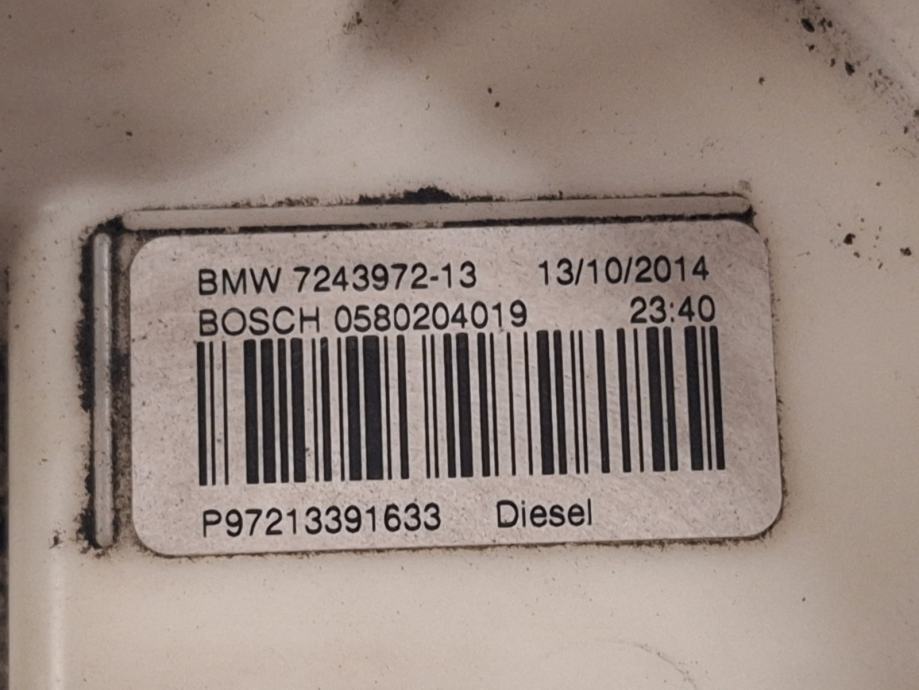 BMW 7243972-13 13/10/2014
BOSCH 0580204019 23:40
P97213391633 Diesel